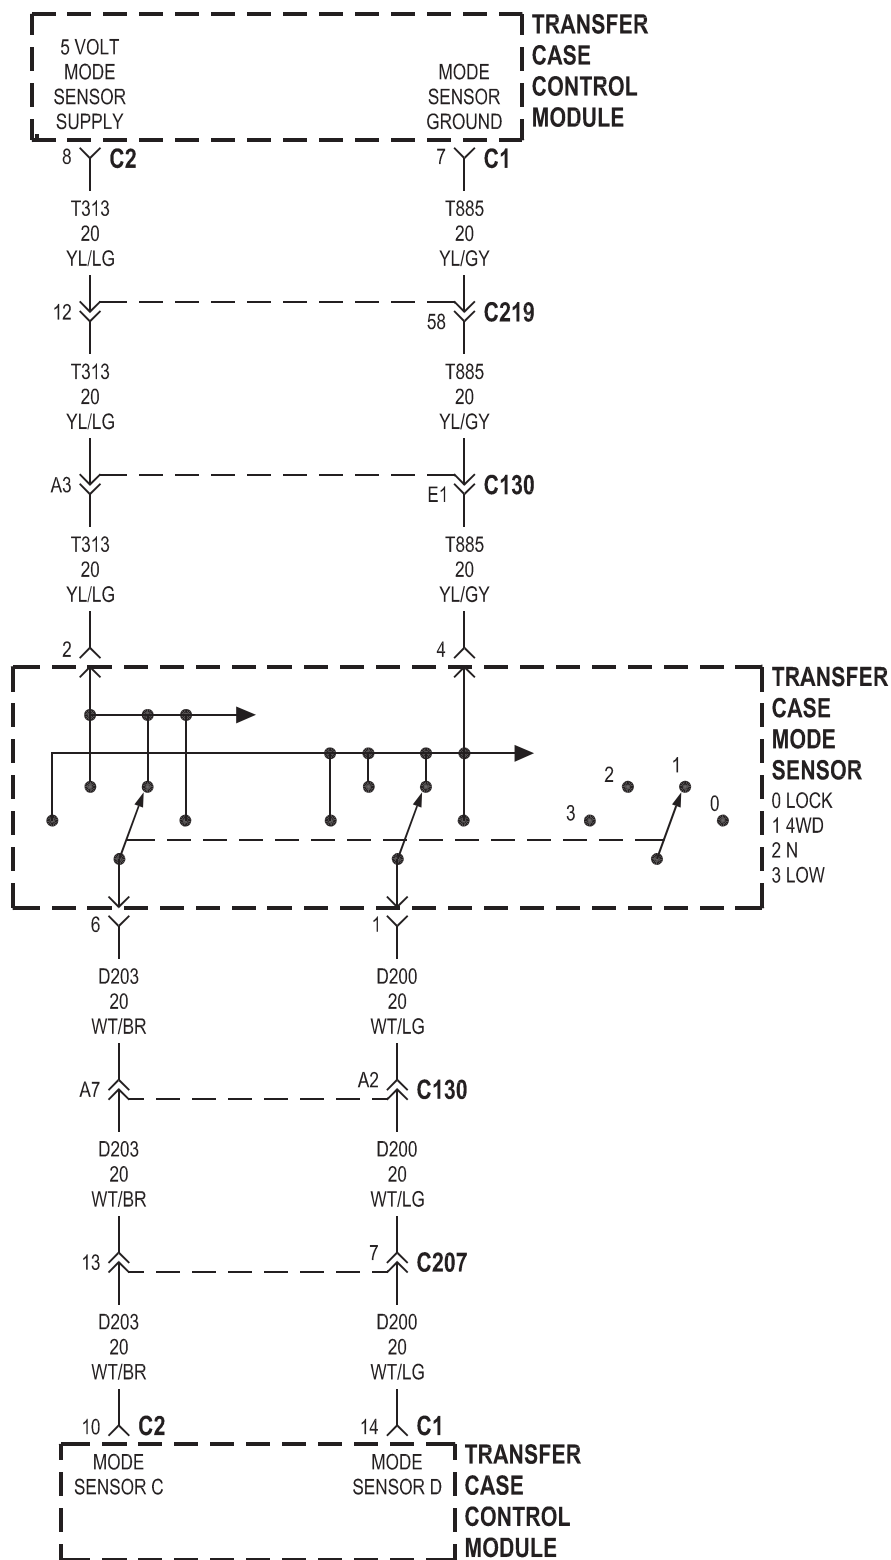 TRANSFER
CASE
CONTROL
MODULE
5 VOLT
MODE
SENSOR
SUPPLY
MODE
SENSOR
GROUND
8
C2
7
C1
T313
20
YL/LG
T885
20
YL/GY
12
58
C219
T313
20
YL/LG
T885
20
YL/GY
A3
E1
C130
T313
20
YL/LG
T885
20
YL/GY
2
4
TRANSFER
CASE
MODE
SENSOR
0 LOCK
1 4WD
2 N
3 LOW
3
2
1
0
6
1
D203
20
WT/BR
D200
20
WT/LG
A7
A2
C130
D203
20
WT/BR
D200
20
WT/LG
13
7
C207
D203
20
WT/BR
D200
20
WT/LG
10
C2
14
C1
MODE
SENSOR C
MODE
SENSOR D
TRANSFER
CASE
CONTROL
MODULE